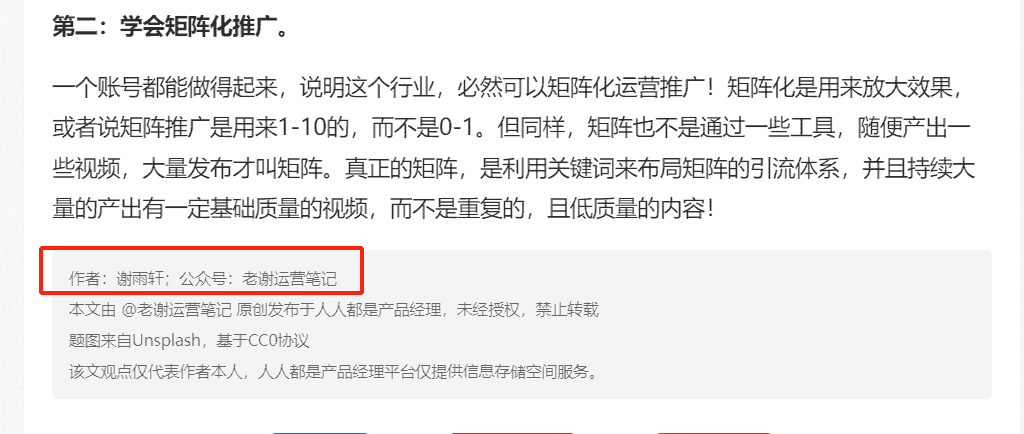 第二：学会矩阵化推广。
一个账号都能做得起来，说明这个行业，必然可以矩阵化运营推广！矩阵化是用来放大效果，
或者说矩阵推广是用来1-10的，而不是0-1。但同样，矩阵也不是通过一些工具，随便产出一
些视频，大量发布才叫矩阵。真正的矩阵，是利用关键词来布局矩阵的引流体系，并且持续大
量的产出有一定基础质量的视频，而不是重复的，且低质量的内容！
作者：谢雨轩；公众号：老谢运营笔记
本文由 @老谢运营笔记 原创发布于人人都是产品经理，未经授权，禁止转载
题图来自Unsplash，基于CC0协议
该文观点仅代表作者本人，人人都是产品经理平台仅提供信息存储空间服务。